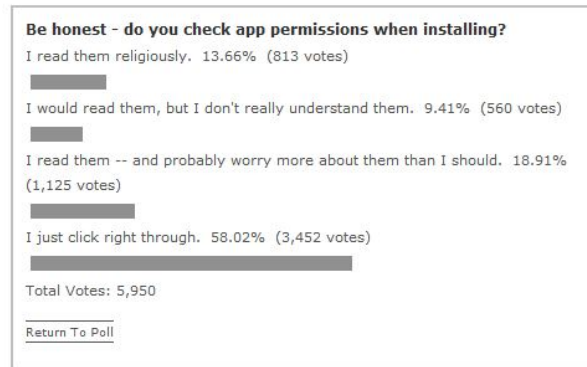 Be honest - do you check app permissions when installing?
I read them religiously. 13.66% (813 votes)
I would read them, but I don't really understand them. 9.41% (560 votes)
I read them -- and probably worry more about them than I should. 18.91%
(1,125 votes)
I just click right through. 58.02% (3,452 votes)
Total Votes: 5,950
Return To Poll